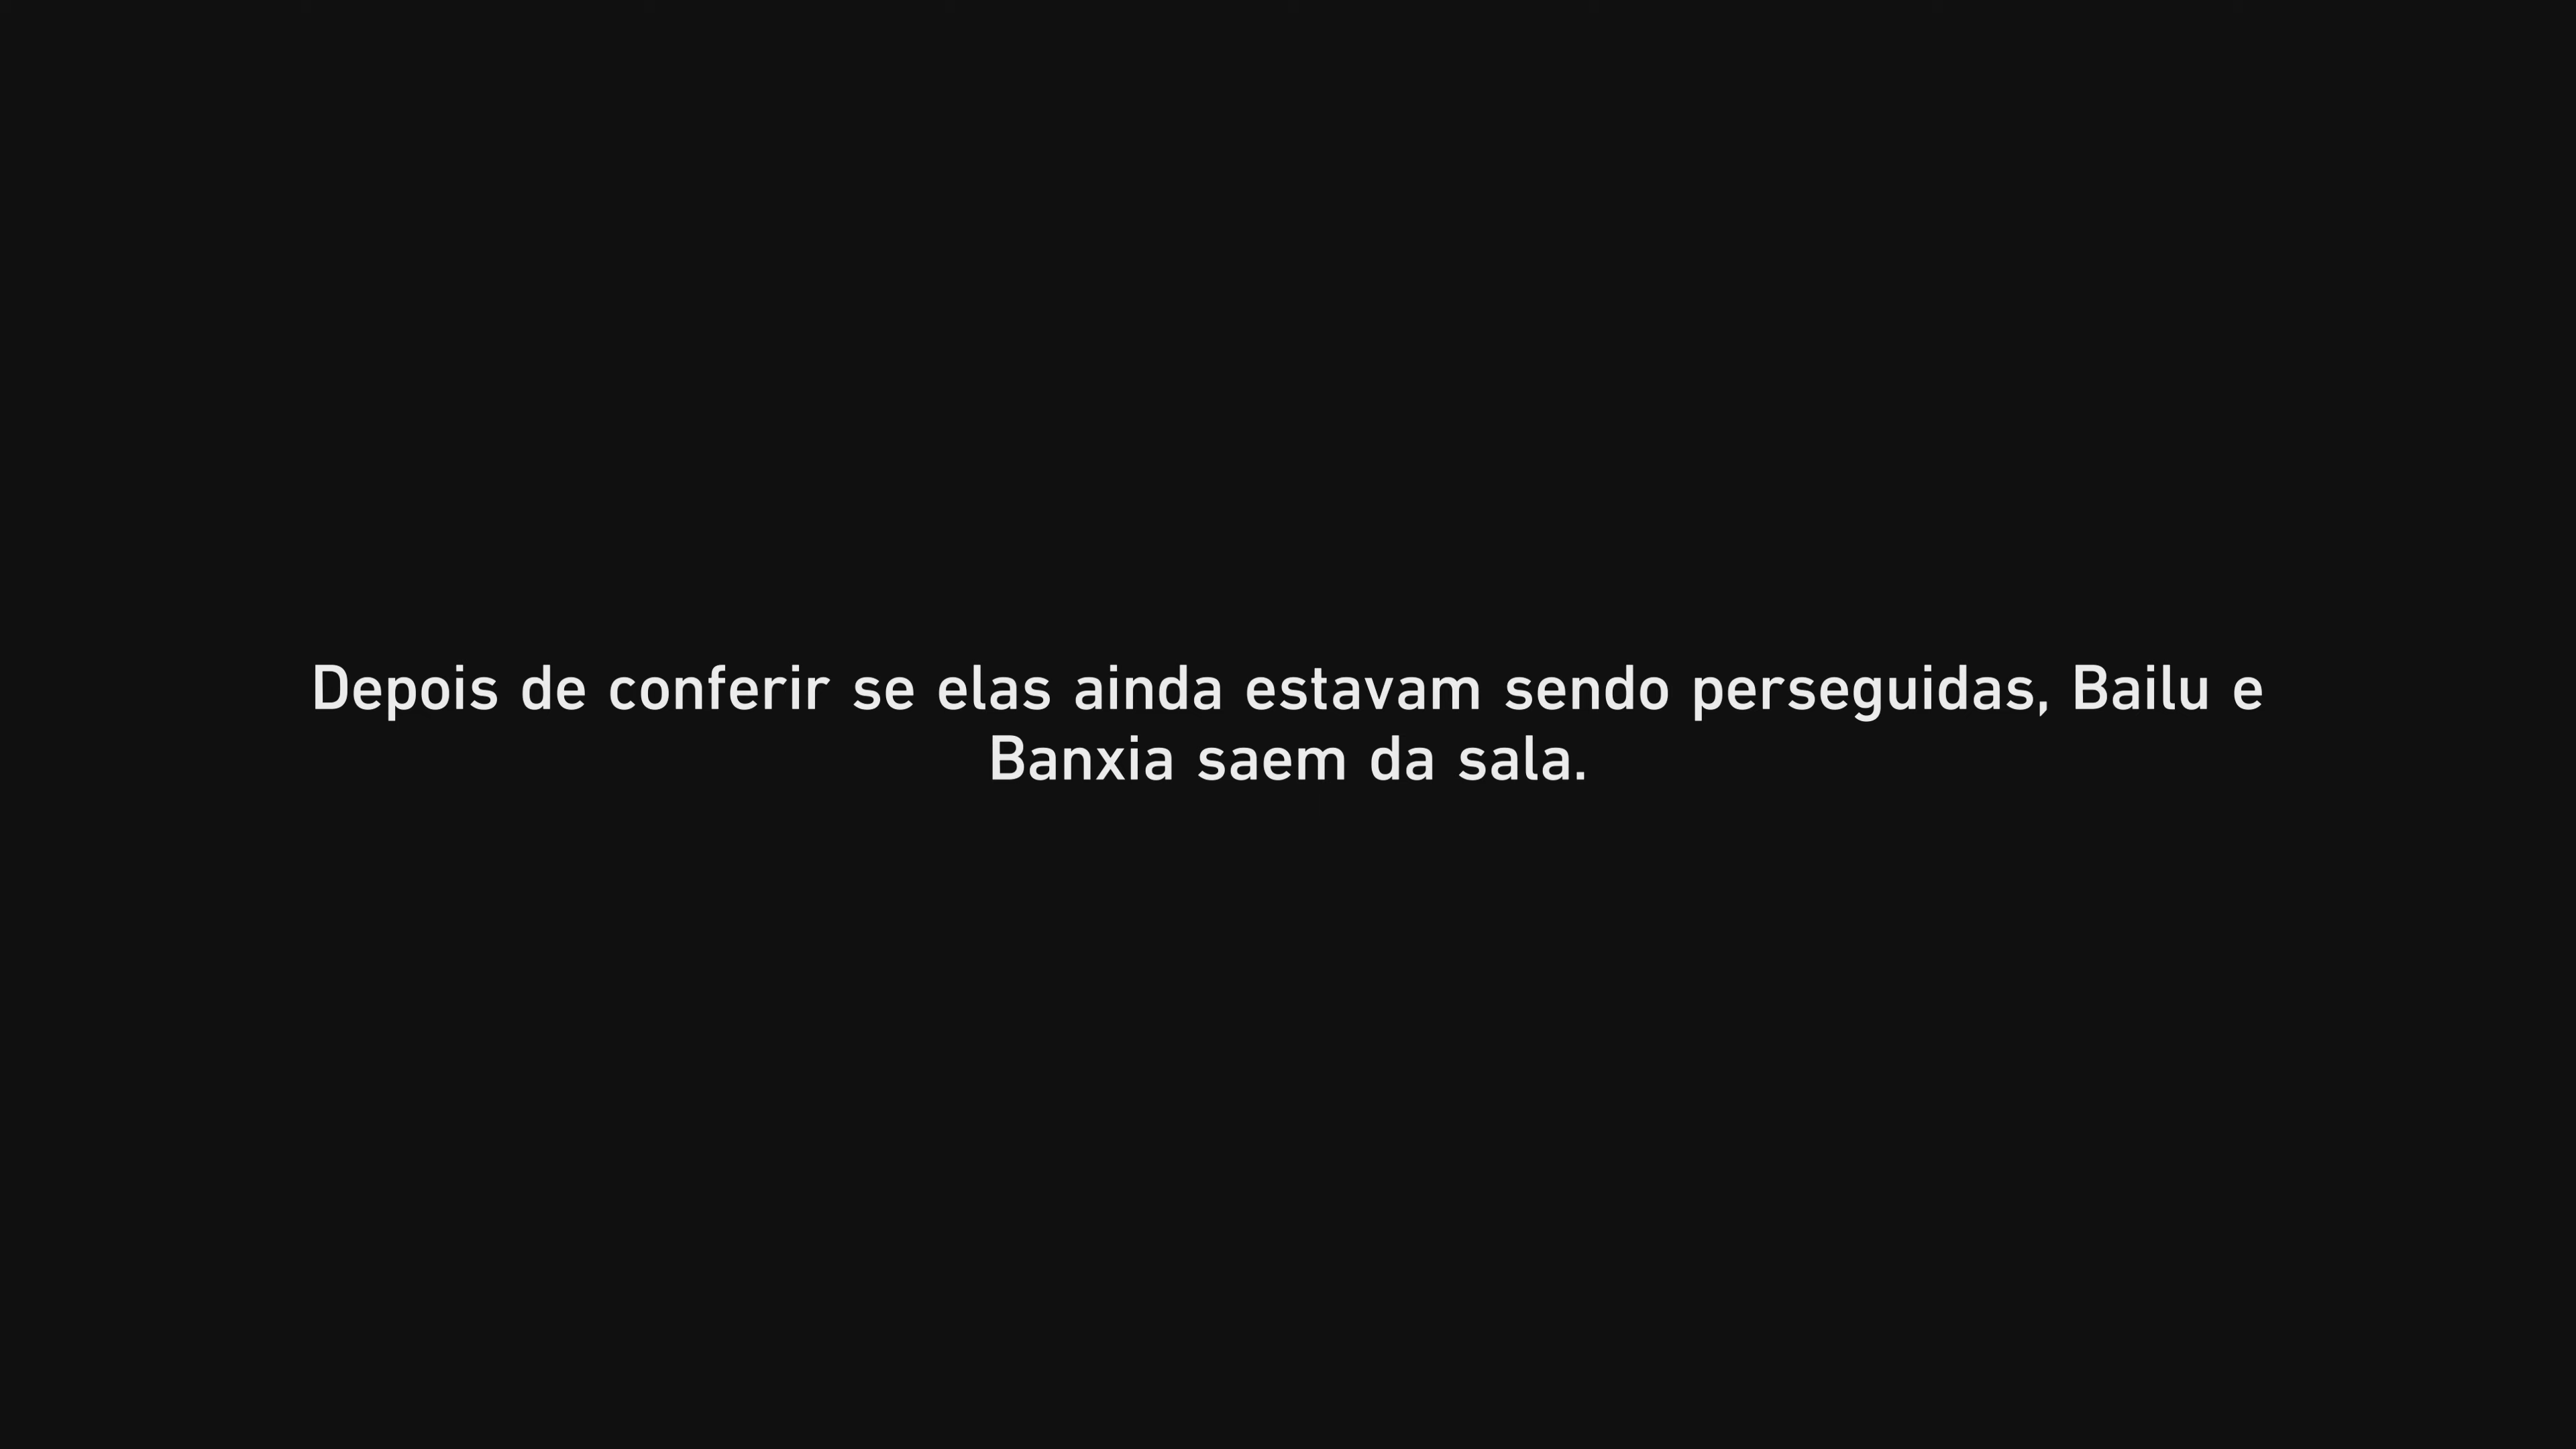 Depois de conferir se elas ainda estavam sendo perseguidas, Bailu e
Banxia saem da sala.